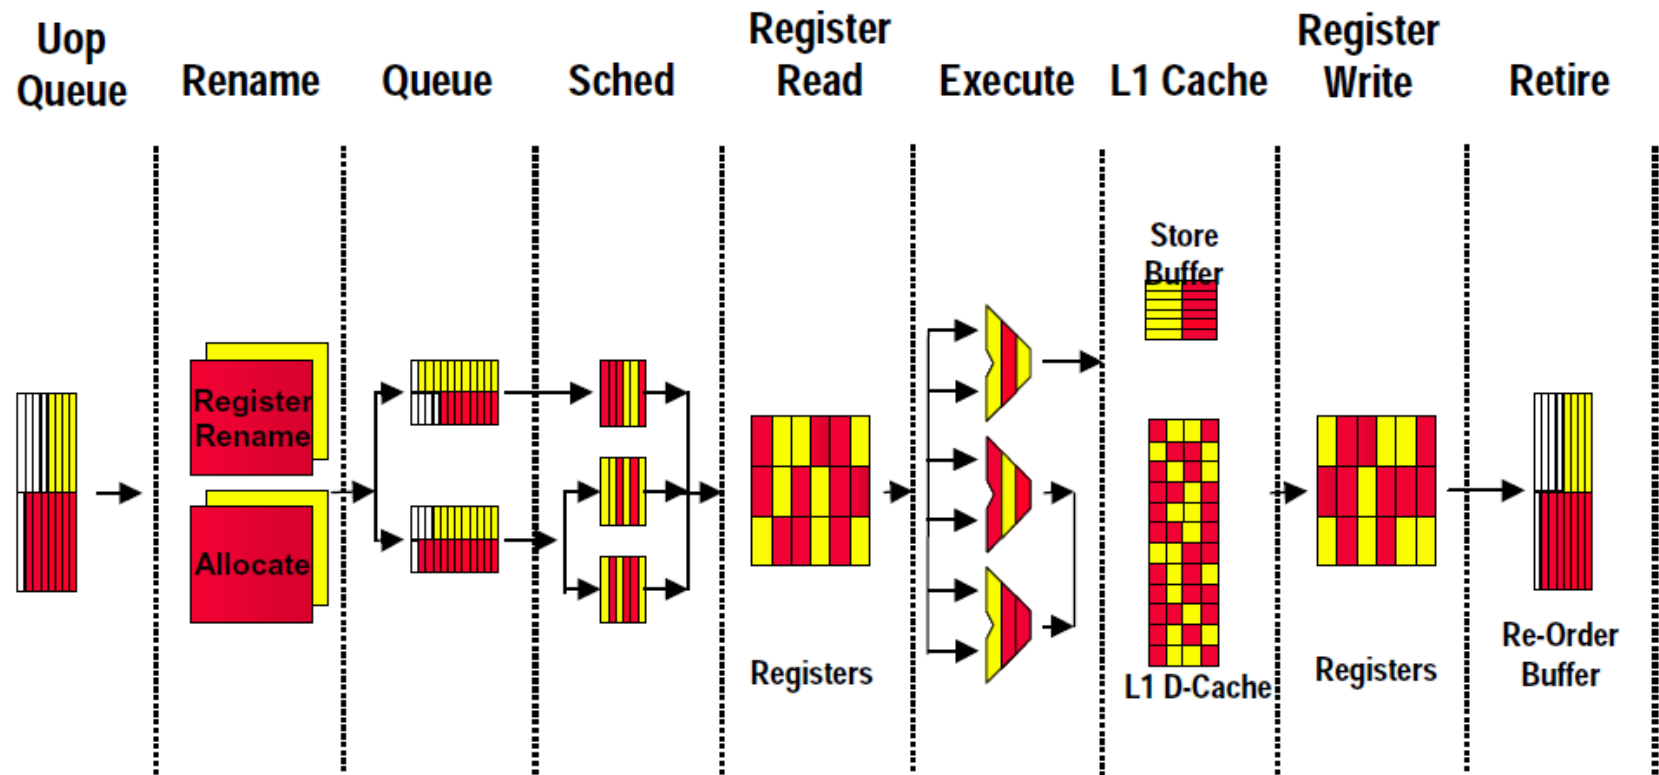 Uop
Queue
Rename
Queue
Sched
Register
Read
Execute
L1 Cache
Register
Write
Retire
Store
Buffer
Register
Rename
Allocate
Registers
L1 D-Cache
Registers
Re-Order
Buffer